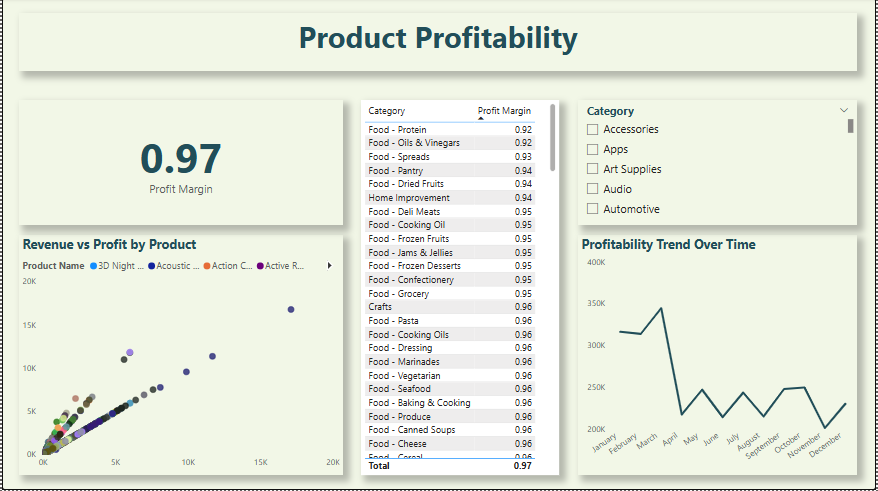 Product Profitability
0.97
Profit Margin
Category Profit Margin
Food - Protein 0.92
Food - Oils & Vinegars 0.92
Food - Spreads 0.93
Food - Pantry 0.94
Food - Dried Fruits 0.94
Home Improvement 0.94
Food - Deli Meats 0.95
Food - Cooking Oil 0.95
Food - Frozen Fruits 0.95
Food - Jams & Jellies 0.95
Food - Frozen Desserts 0.95
Food - Confectionery 0.95
Food - Grocery 0.95
Crafts 0.96
Food - Pasta 0.96
Food - Cooking Oils 0.96
Food - Dressing 0.96
Food - Marinades 0.96
Food - Vegetarian 0.96
Food - Seafood 0.96
Food - Baking & Cooking 0.96
Food - Produce 0.96
Food - Canned Soups 0.96
Food - Cheese 0.96
Food - Cereal 0.96
Total 0.97
Category
Accessories
Apps
Art Supplies
Audio
Automotive
Revenue vs Profit by Product
Product Name 3D Night ... Acoustic ... Action C... Active R...
20K
15K
10K
5K
0K
0K 5K 10K 15K 20K
Profitability Trend Over Time
400K
350K
300K
250K
200K
January February March April May June July August September October November December